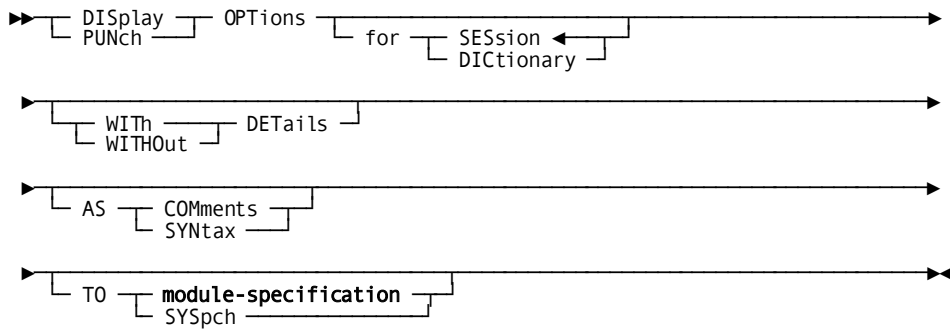 DISplay OPTions
PUNch for SESsion
DICtionary
WITh DETails
WITHOut
AS COMments
SYNtax
TO module-specification
SYSpch